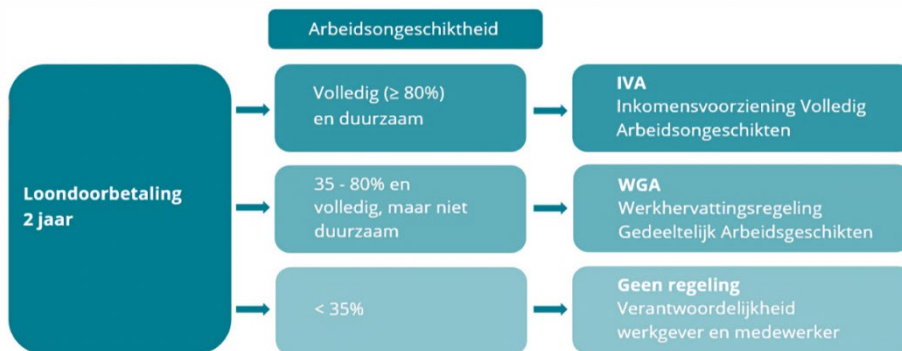 Arbeidsongeschiktheid
Loondoorbetaling
2 jaar
Volledig (≥ 80%)
en duurzaam
IVA
Inkomensvoorziening Volledig
Arbeidsongeschikten
35 - 80% en
volledig, maar niet
duurzaam
WGA
Werkhervattingsregeling
Gedeeltelijk Arbeidsgeschikten
< 35%
Geen regeling
Verantwoordelijkheid
werkgever en medewerker